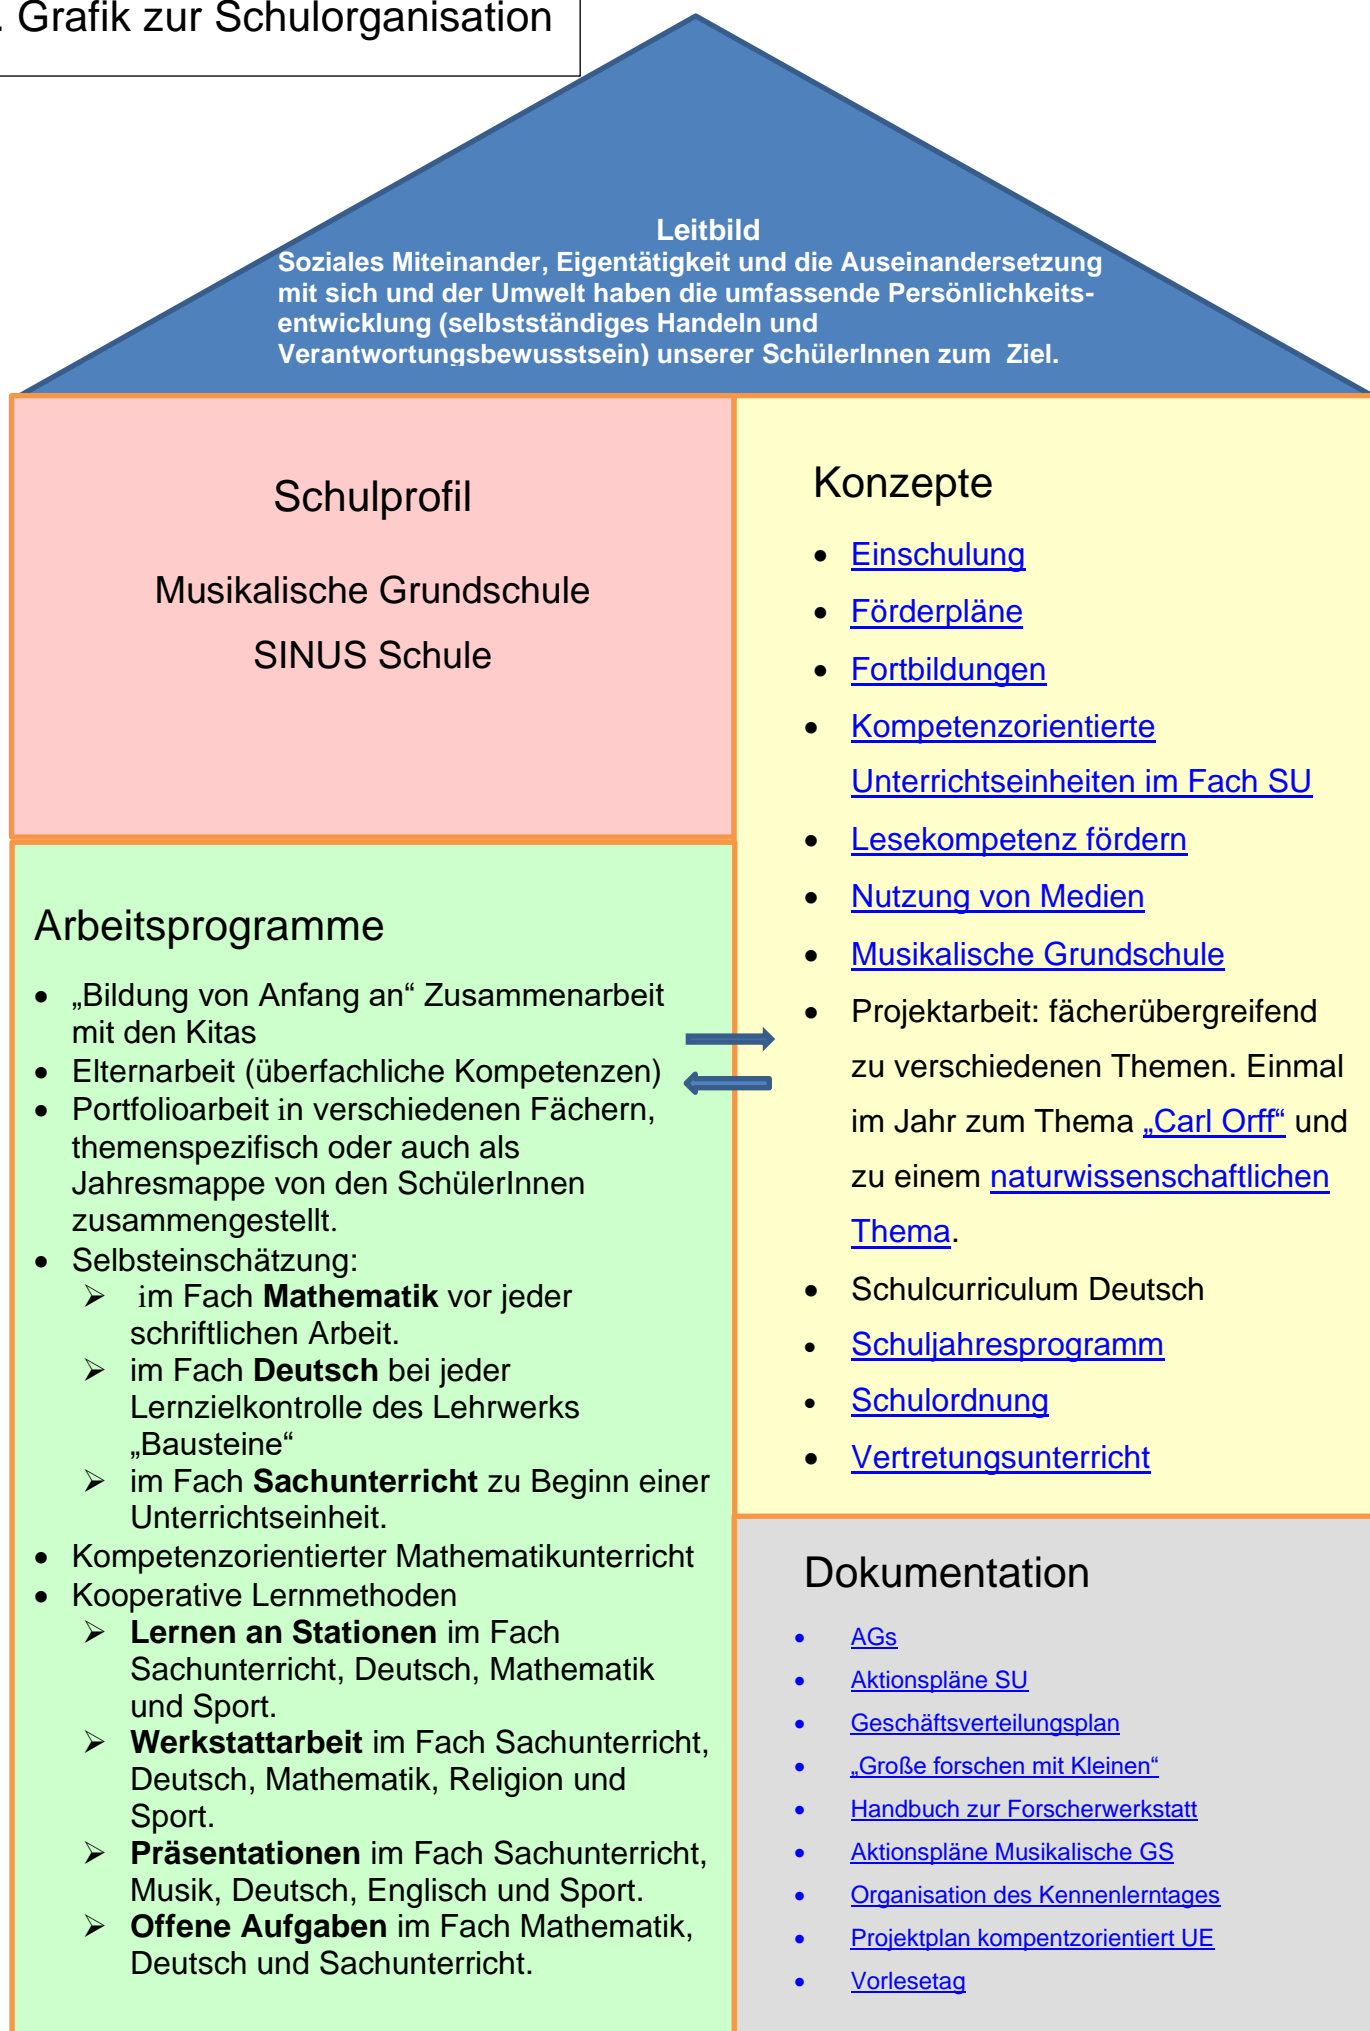 . Grafik zur Schulorganisation
Leitbild
Soziales Miteinander, Eigentätigkeit und die Auseinandersetzung
mit sich und der Umwelt haben die umfassende Persönlichkeits-
entwicklung (selbstständiges Handeln und
Verantwortungsbewusstsein) unserer SchülerInnen zum  Ziel.
Schulprofil
Musikalische Grundschule
SINUS Schule
Arbeitsprogramme
• „Bildung von Anfang an“ Zusammenarbeit
mit den Kitas
• Elternarbeit (überfachliche Kompetenzen)
• Portfolioarbeit in verschiedenen Fächern,
themenspezifisch oder auch als
Jahresmappe von den SchülerInnen
zusammengestellt.
• Selbsteinschätzung:
➢ im Fach Mathematik vor jeder
schriftlichen Arbeit.
➢ im Fach Deutsch bei jeder
Lernzielkontrolle des Lehrwerks
„Bausteine“
➢ im Fach Sachunterricht zu Beginn einer
Unterrichtseinheit.
• Kompetenzorientierter Mathematikunterricht
• Kooperative Lernmethoden
➢ Lernen an Stationen im Fach
Sachunterricht, Deutsch, Mathematik
und Sport.
➢ Werkstattarbeit im Fach Sachunterricht,
Deutsch, Mathematik, Religion und
Sport.
➢ Präsentationen im Fach Sachunterricht,
Musik, Deutsch, Englisch und Sport.
➢ Offene Aufgaben im Fach Mathematik,
Deutsch und Sachunterricht.
Konzepte
• Einschulung
• Förderpläne
• Fortbildungen
• Kompetenzorientierte
Unterrichtseinheiten im Fach SU
• Lesekompetenz fördern
• Nutzung von Medien
• Musikalische Grundschule
• Projektarbeit: fächerübergreifend
zu verschiedenen Themen. Einmal
im Jahr zum Thema „Carl Orff“ und
zu einem naturwissenschaftlichen
Thema.
• Schulcurriculum Deutsch
• Schuljahresprogramm
• Schulordnung
• Vertretungsunterricht
Dokumentation
• AGs
• Aktionspläne SU
• Geschäftsverteilungsplan
• „Große forschen mit Kleinen“
• Handbuch zur Forscherwerkstatt
• Aktionspläne Musikalische GS
• Organisation des Kennenlerntages
• Projektplan kompentzorientiert UE
• Vorlesetag